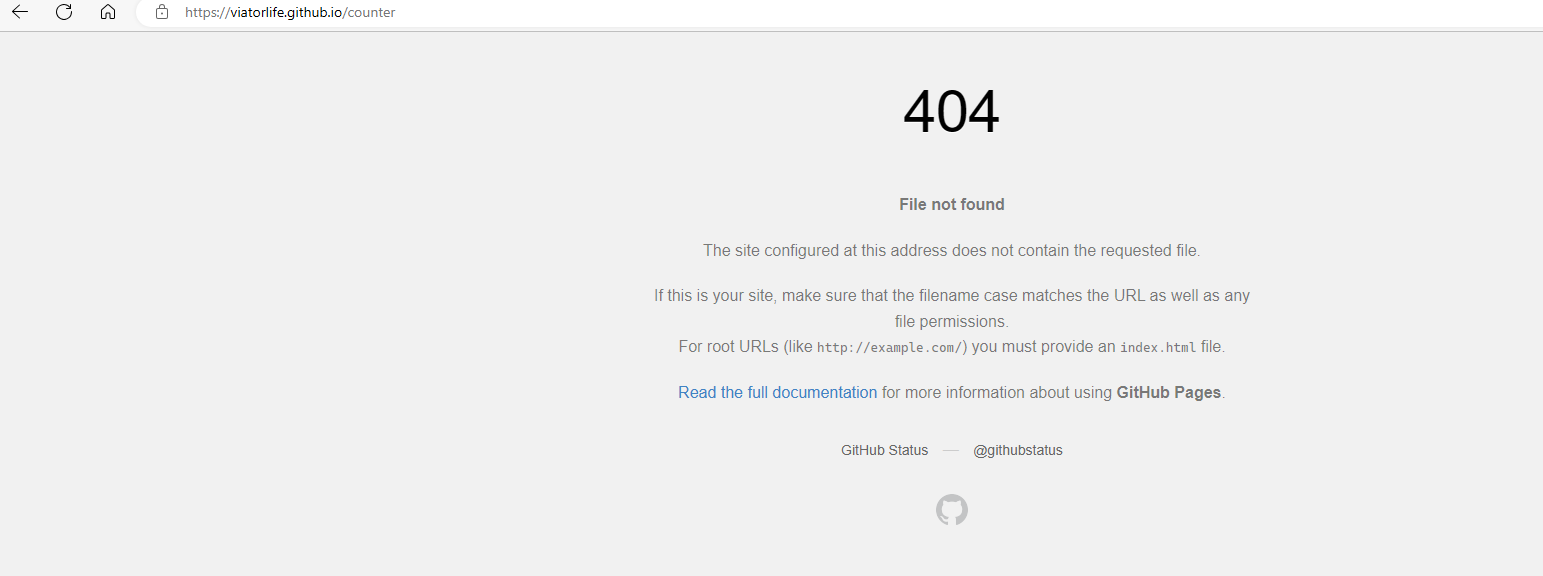 https://viatorlife.github.io/counter
404
File not found
The site configured at this address does not contain the requested file.
If this is your site, make sure that the filename case matches the URL as well as any
file permissions.
For root URLs (like http://example.com/) you must provide an index.html file.
Read the full documentation for more information about using GitHub Pages.
GitHub Status — @githubstatus